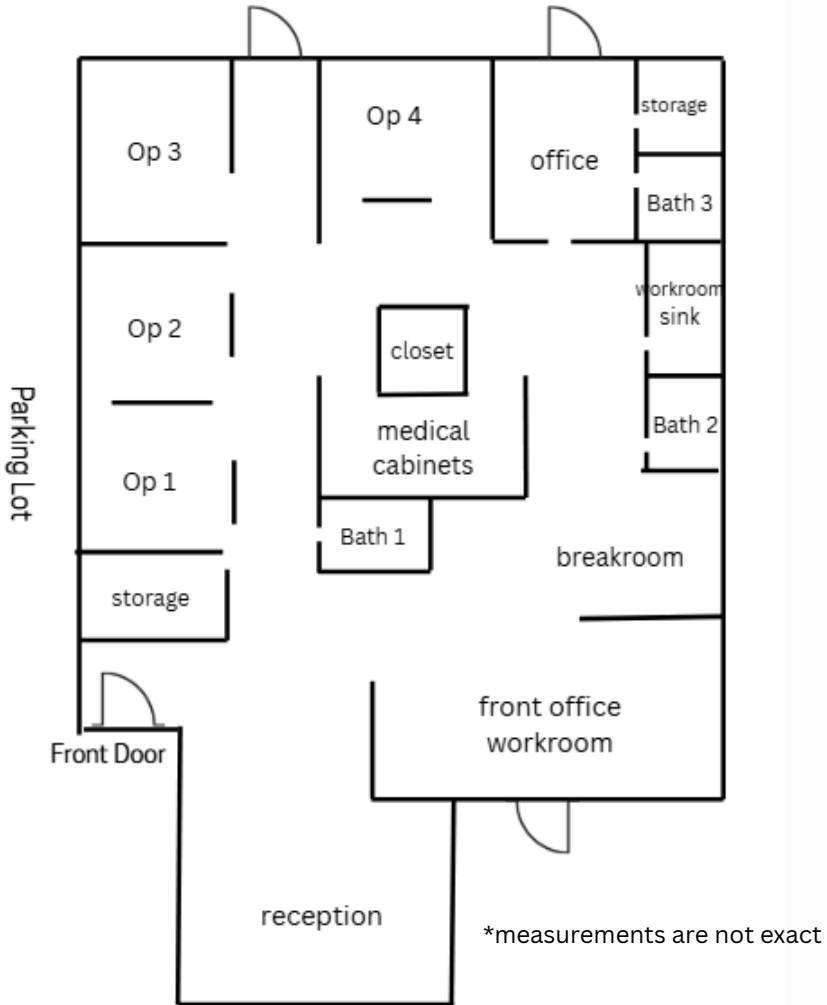 Op 3
Op 4
office
storage
Bath 3
Op 2
closet
workroom
sink
Parking Lot
medical
cabinets
Bath 2
Op 1
Bath 1
breakroom
storage
front office
workroom
Front Door
reception
*measurements are not exact